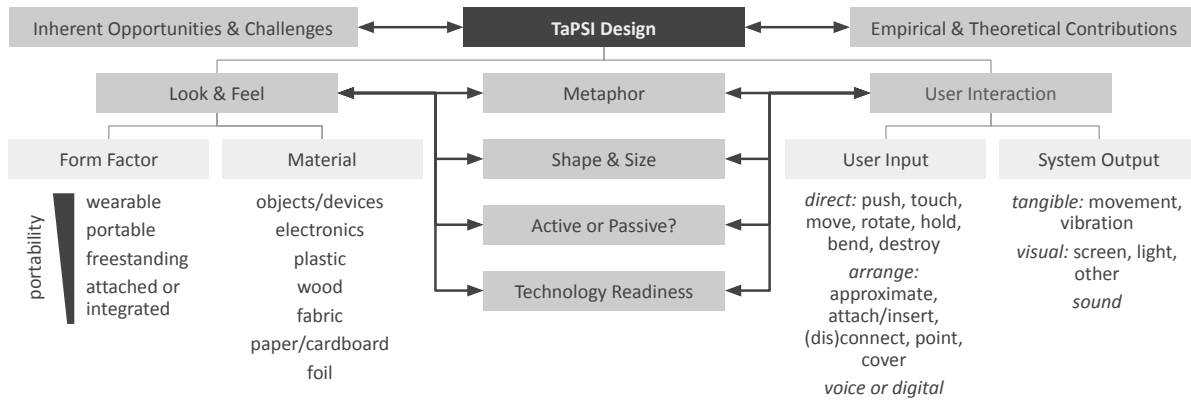 Inherent Opportunities & Challenges
TaPSI Design
Empirical & Theoretical Contributions
Look & Feel
Metaphor
User Interaction
Form Factor
Material
Shape & Size
User Input
System Output
portability
wearable
portable
freestanding
attached or
integrated
objects/devices
electronics
plastic
wood
fabric
paper/cardboard
foil
Active or Passive?
Technology Readiness
direct: push, touch,
move, rotate, hold,
bend, destroy
arrange:
approximate,
attach/insert,
(dis)connect, point,
cover
voice or digital
tangible: movement,
vibration
visual: screen, light,
other
sound